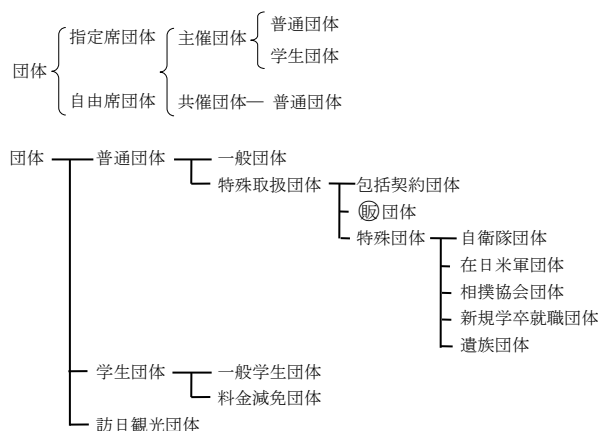 団体 指定席団体 主催団体 普通団体
学生団体
自由席団体 共催団体― 普通団体
団体 普通団体 一般団体
特殊取扱団体 包括契約団体
㊙団体
特殊団体 自衛隊団体
在日米軍団体
相撲協会団体
新規学卒就職団体
遺族団体
学生団体 一般学生団体
料金減免団体
訪日観光団体